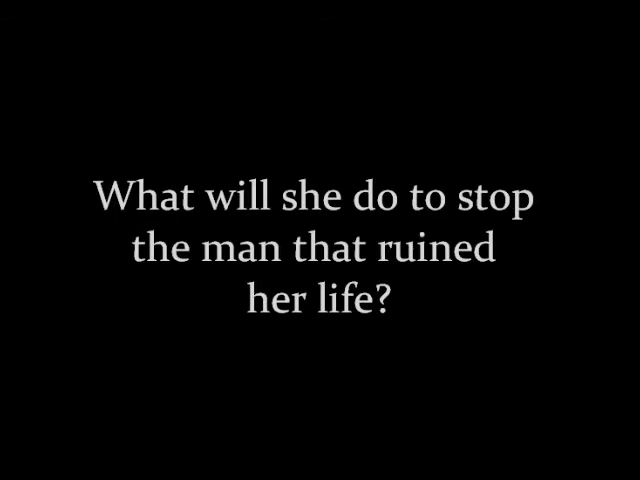 What will she do to stop
the man that ruined
her life?